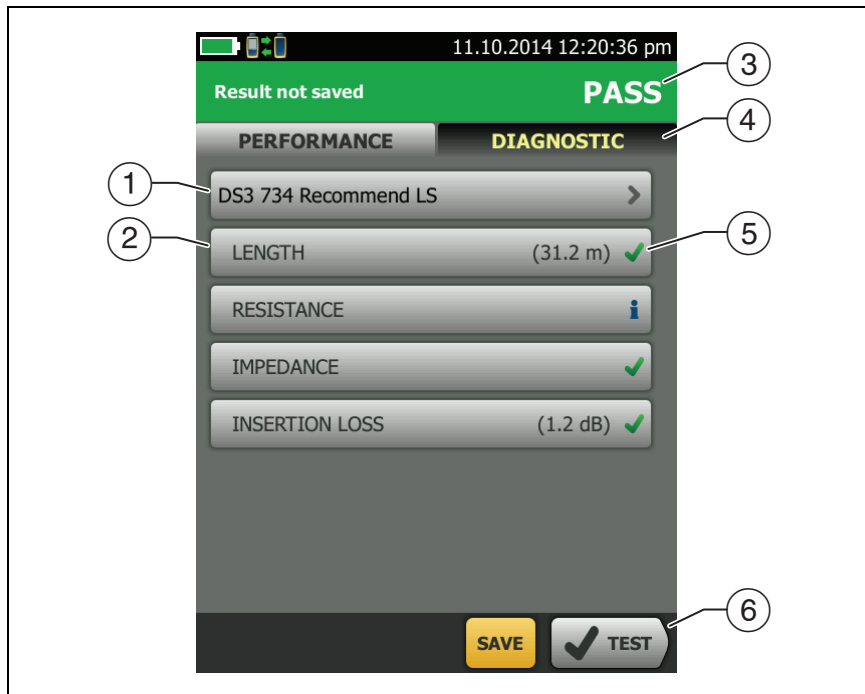 11.10.2014 12:20:36 pm
Result not saved PASS
PERFORMANCE DIAGNOSTIC
DS3 734 Recommend LS
LENGTH (31.2 m)
RESISTANCE i
IMPEDANCE
INSERTION LOSS (1.2 dB)
SAVE TEST
1
2
3
4
5
6